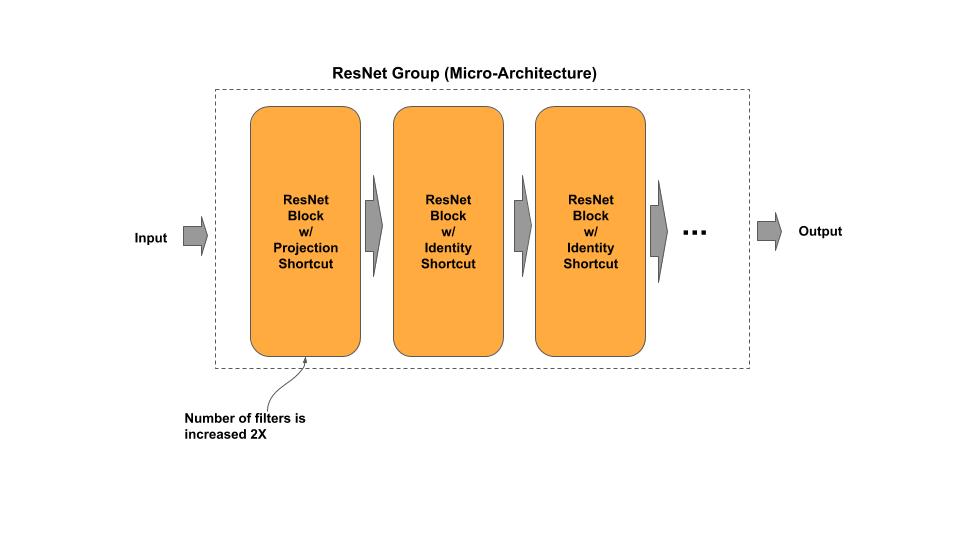 ResNet Group (Micro-Architecture)
Input
ResNet
Block
w/
Projection
Shortcut
ResNet
Block
w/
Identity
Shortcut
ResNet
Block
w/
Identity
Shortcut
...
Output
Number of filters is
increased 2X